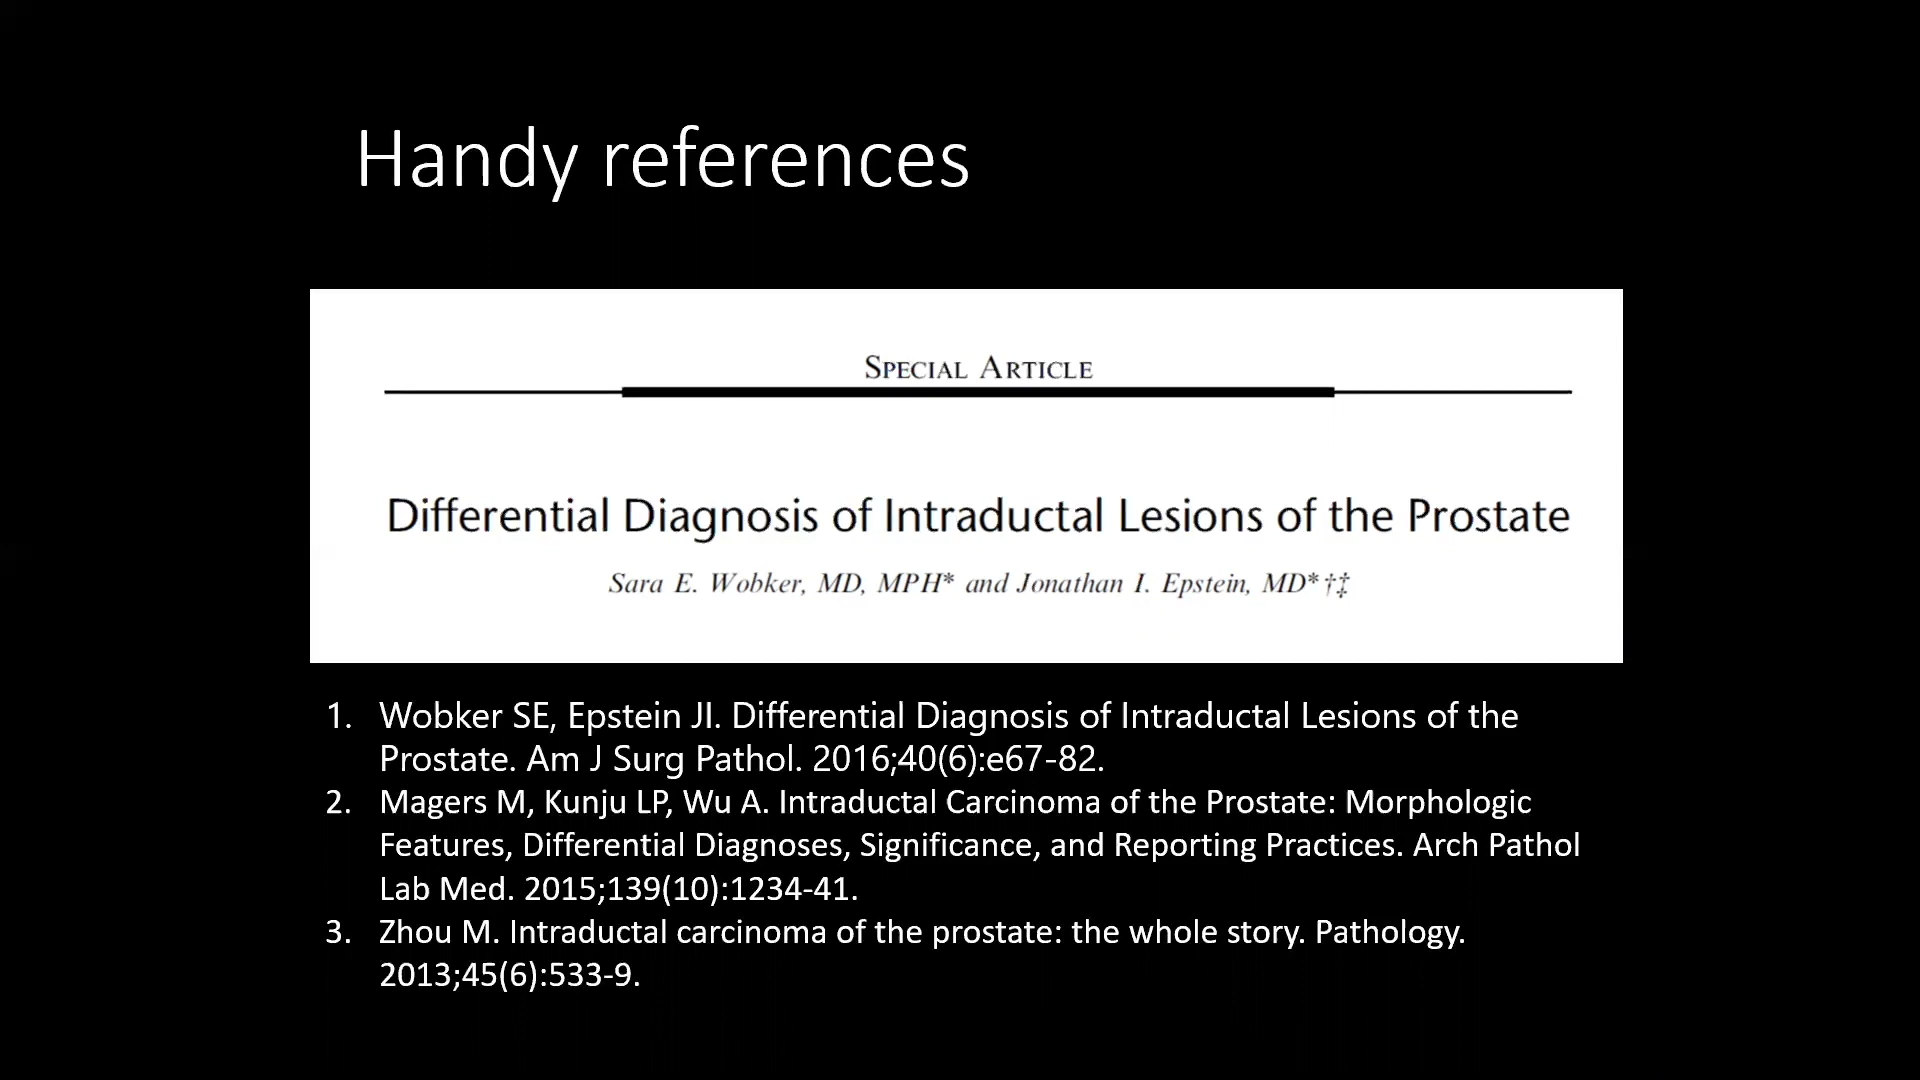 Handy references
SPECIAL ARTICLE
Differential Diagnosis of Intraductal Lesions of the Prostate
Sara E. Wobker, MD, MPH* and Jonathan I. Epstein, MD*†‡
1. Wobker SE, Epstein JI. Differential Diagnosis of Intraductal Lesions of the
Prostate. Am J Surg Pathol. 2016;40(6):e67-82.
2. Magers M, Kunju LP, Wu A. Intraductal Carcinoma of the Prostate: Morphologic
Features, Differential Diagnoses, Significance, and Reporting Practices. Arch Pathol
Lab Med. 2015;139(10):1234-41.
3. Zhou M. Intraductal carcinoma of the prostate: the whole story. Pathology.
2013;45(6):533-9.